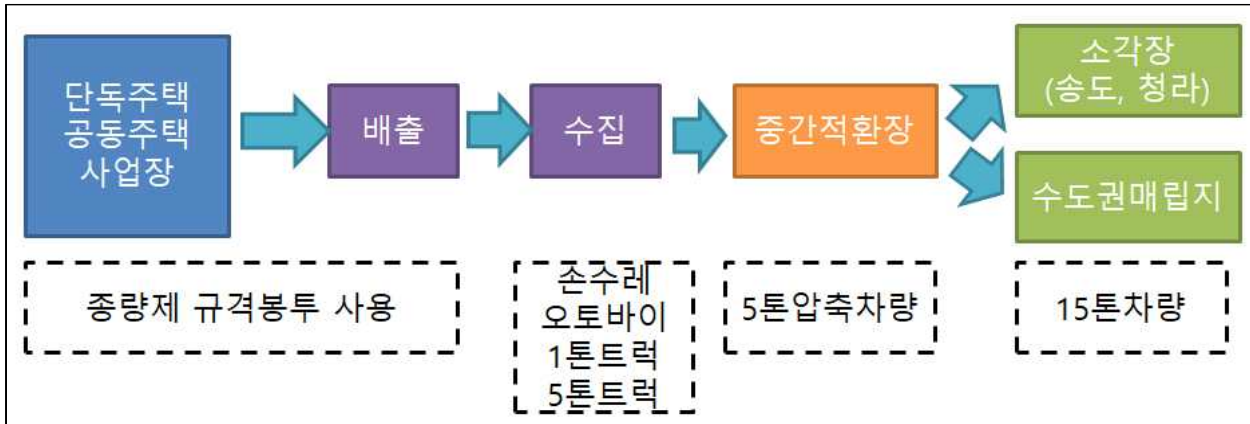 단독주택
공동주택
사업장
배출
수집
중간적환장
소각장
(송도, 청라)
수도권매립지
종량제 규격봉투 사용
손수레
오토바이
1톤트럭
5톤트럭
5톤압축차량
15톤차량